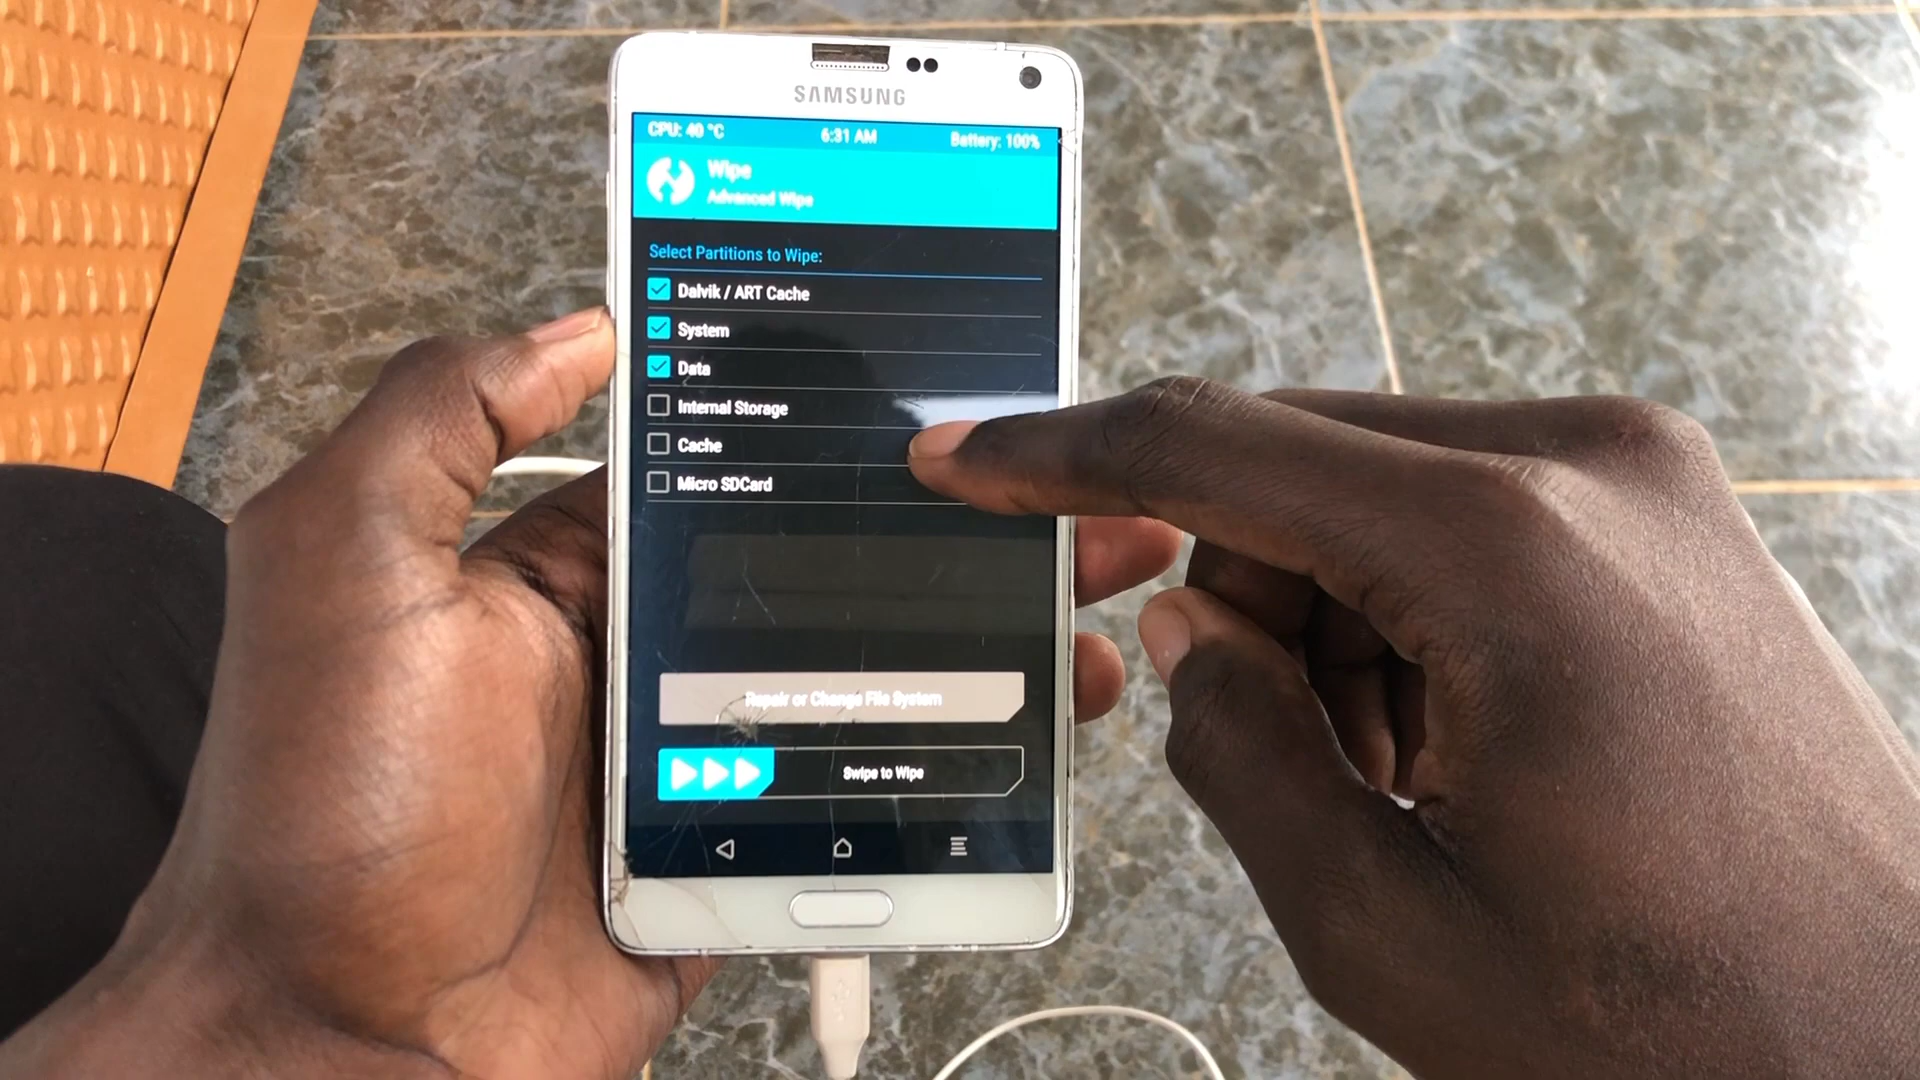 SAMSUNG
CPU: 40 °C 6:31 AM Battery: 100%
Wipe
Advanced Wipe
Select Partitions to Wipe:
Dalvik / ART Cache
System
Data
Internal Storage
Cache
Micro SDCard
Repair or Change File System
Swipe to Wipe